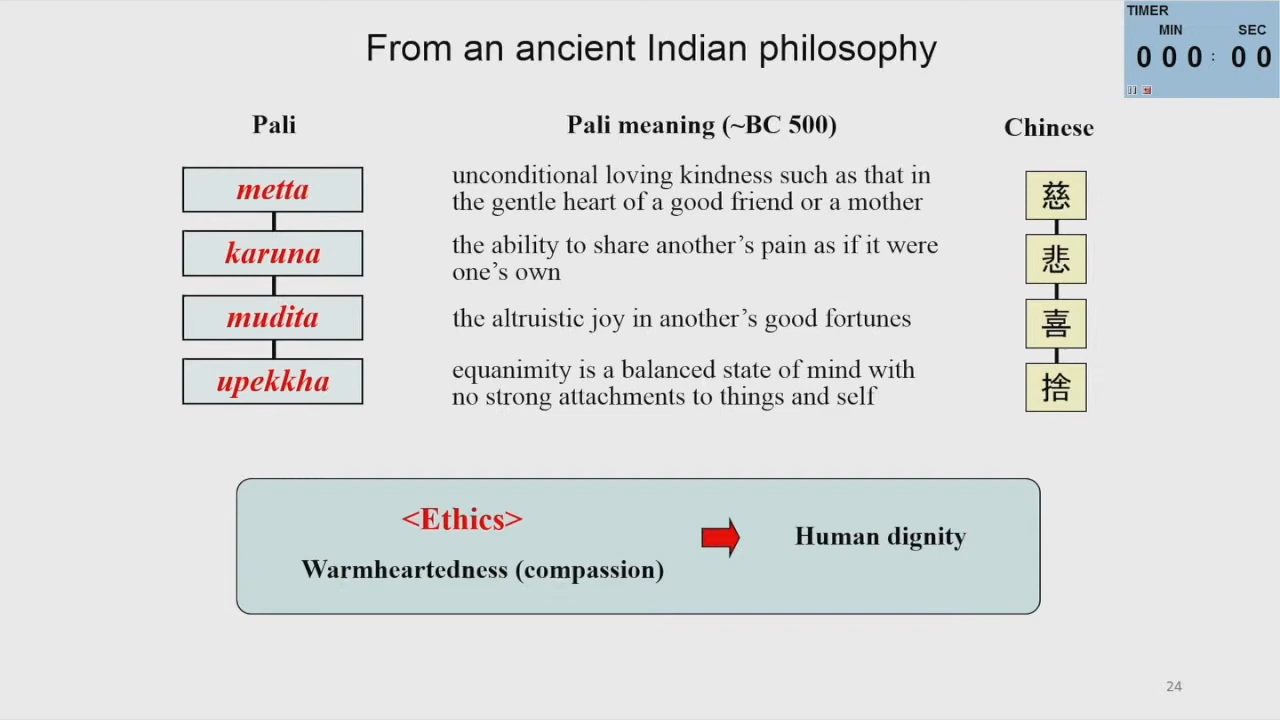 From an ancient Indian philosophy
TIMER
MIN SEC
000:00
Pali
Pali meaning (~BC 500)
Chinese
metta
unconditional loving kindness such as that in
the gentle heart of a good friend or a mother
慈
karuna
the ability to share another’s pain as if it were
one’s own
悲
mudita
the altruistic joy in another’s good fortunes
喜
upekkha
equanimity is a balanced state of mind with
no strong attachments to things and self
捨
<Ethics>
Warmheartedness (compassion)
Human dignity
24